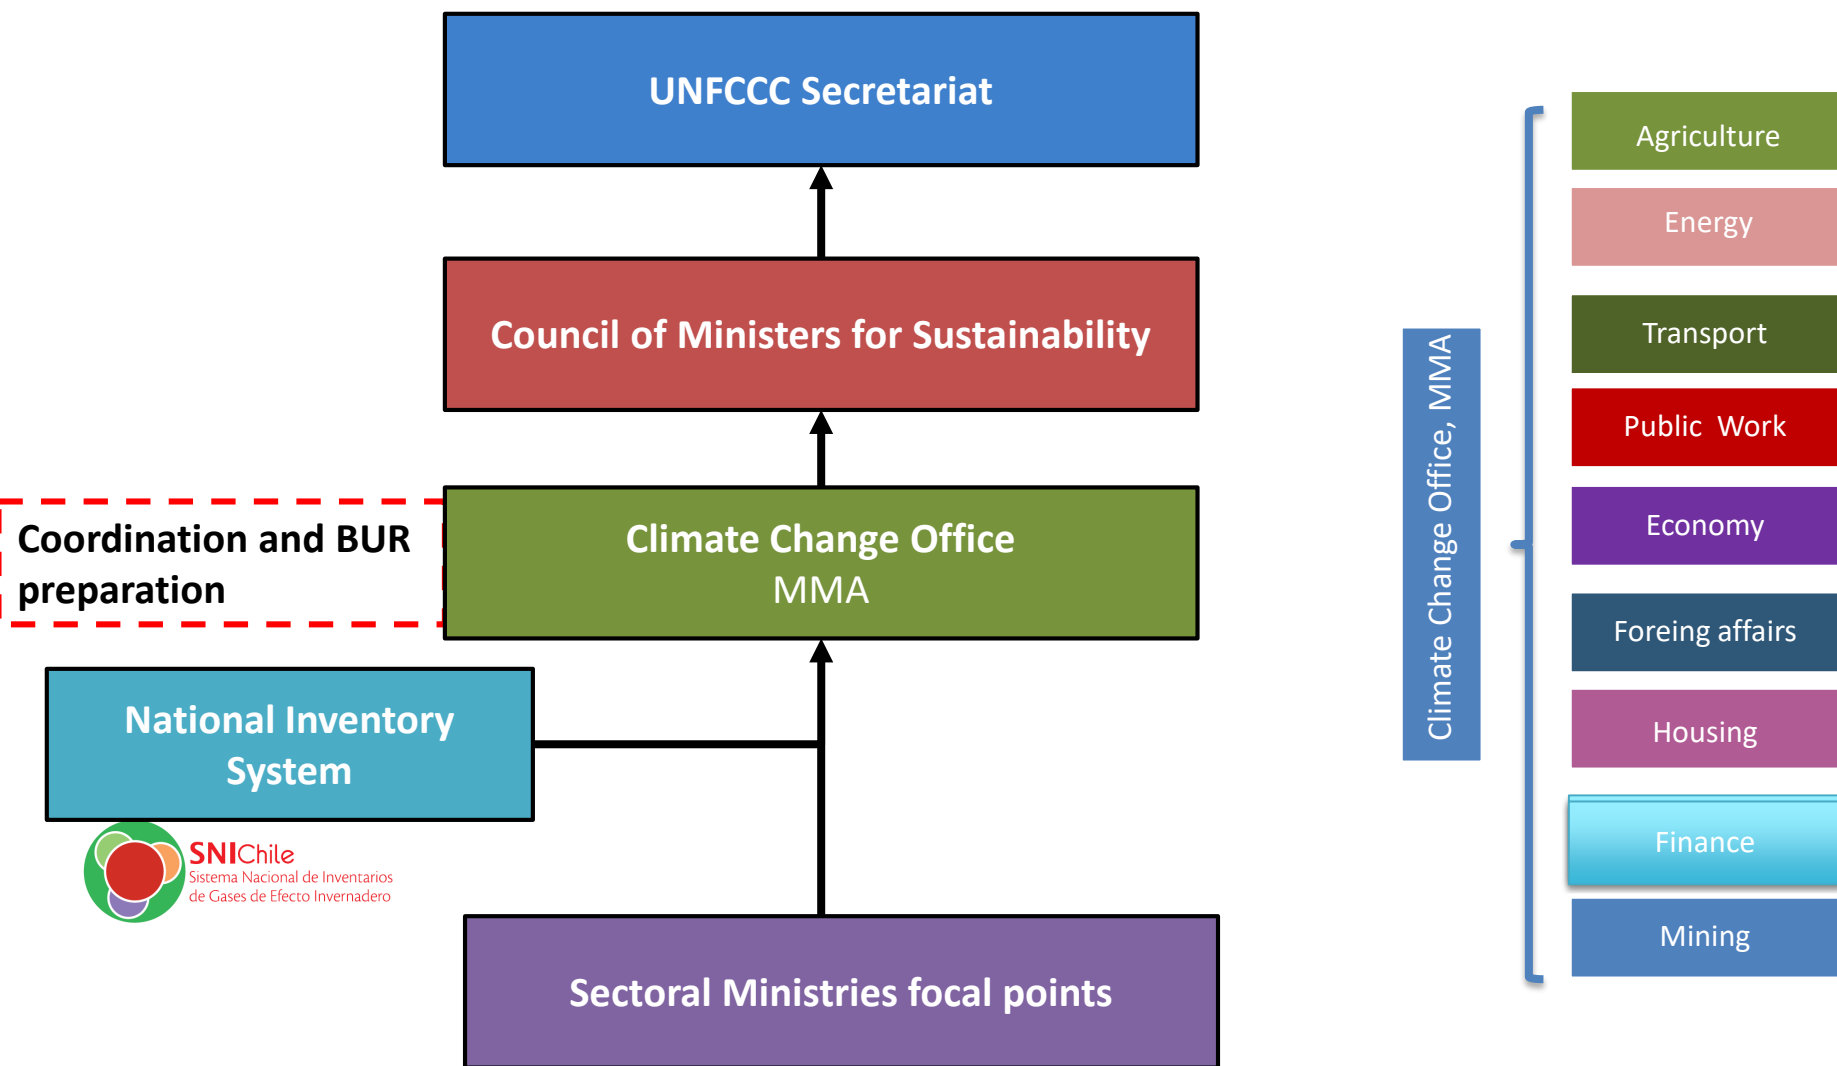 UNFCCC Secretariat
Council of Ministers for Sustainability
Coordination and BUR
preparation
Climate Change Office
MMA
National Inventory
System
SNIChile
Sistema Nacional de Inventarios
de Gases de Efecto Invernadero
Sectoral Ministries focal points
Climate Change Office, MMA
Agriculture
Energy
Transport
Public  Work
Economy
Foreing affairs
Housing
Finance
Mining